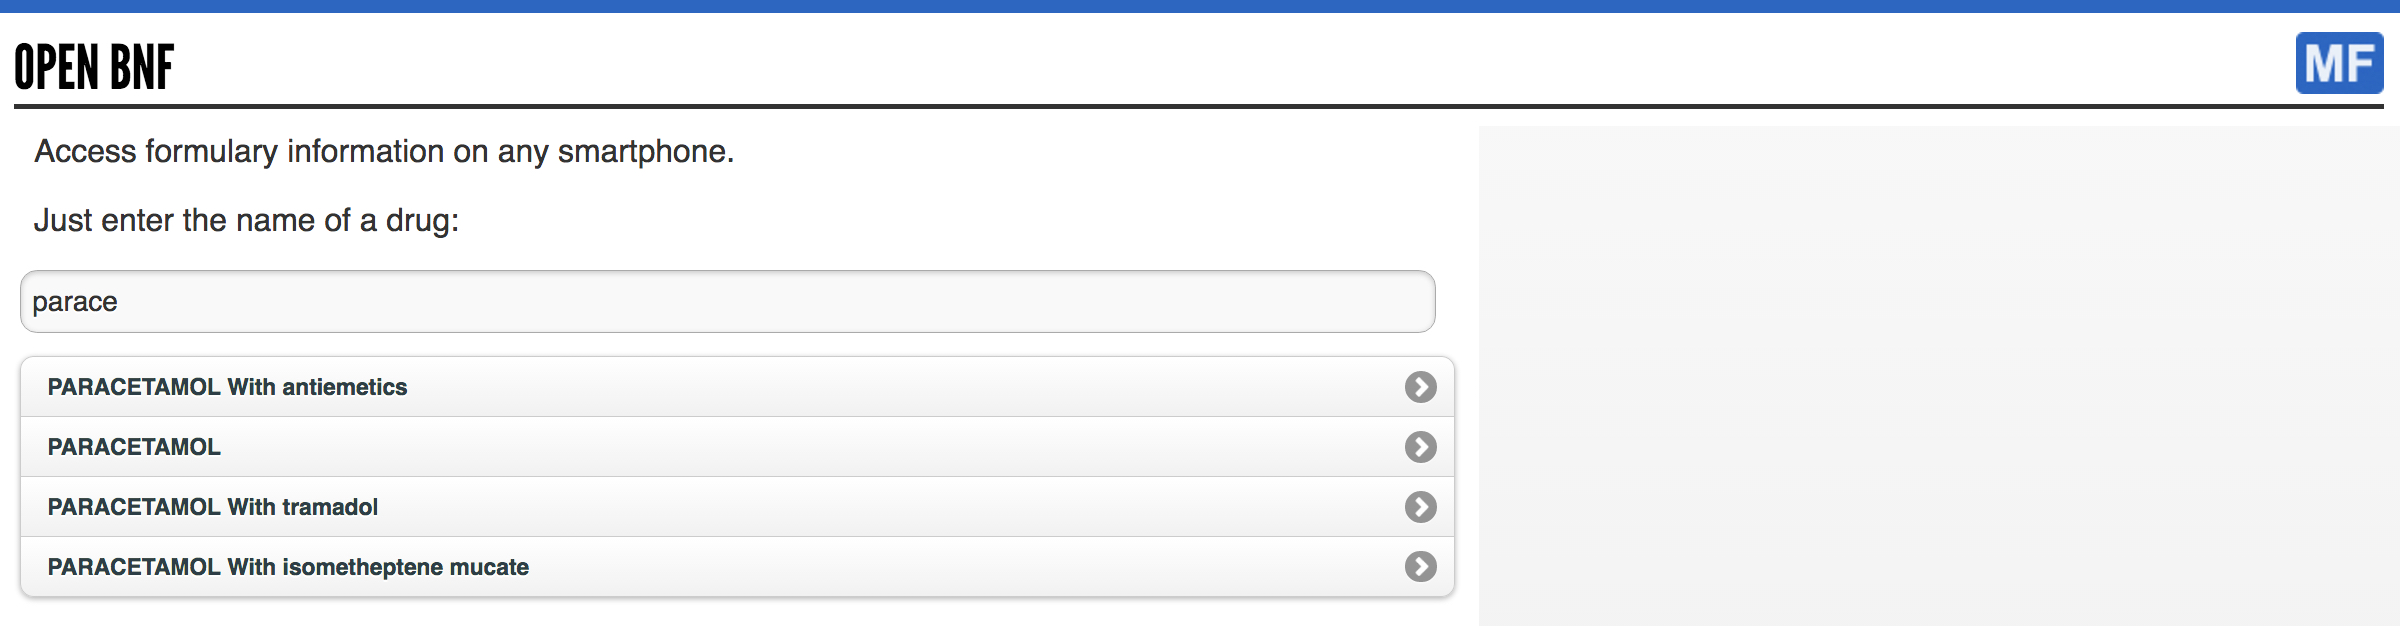 OPEN BNF
MF
Access formulary information on any smartphone.
Just enter the name of a drug:
parace
PARACETAMOL With antiemetics
PARACETAMOL
PARACETAMOL With tramadol
PARACETAMOL With isometheptene mucate